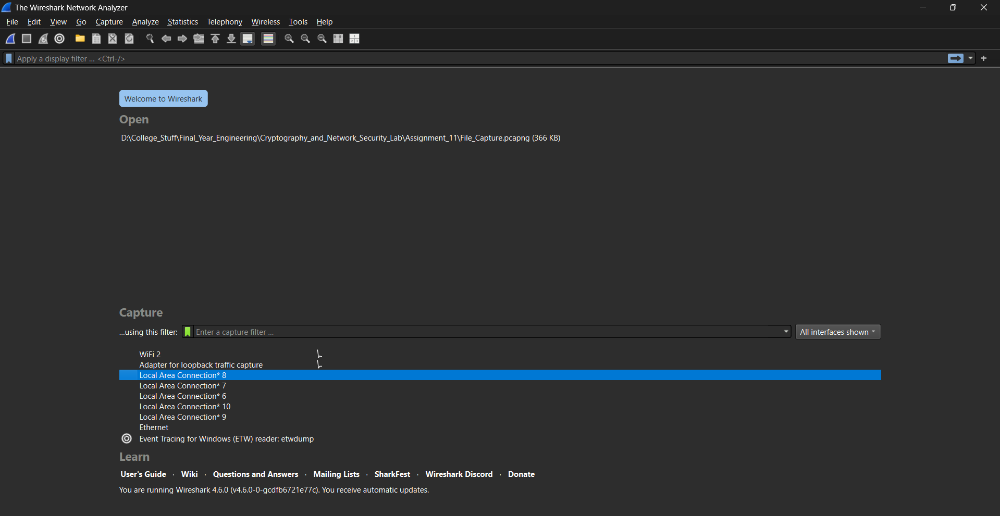 The Wireshark Network Analyzer
File Edit View Go Capture Analyze Statistics Telephony Wireless Tools Help
Apply a display filter ... <Ctrl-/>
Welcome to Wireshark
Open
D:\College_Stuff\Final_Year_Engineering\Cryptography_and_Network_Security_Lab\Assignment_11\File_Capture.pcapng (366 KB)
Capture
...using this filter: Enter a capture filter ... All interfaces shown
WiFi 2
Adapter for loopback traffic capture
Local Area Connection* 8
Local Area Connection* 7
Local Area Connection* 6
Local Area Connection* 10
Local Area Connection* 9
Ethernet
Event Tracing for Windows (ETW) reader: etwdump
Learn
User's Guide · Wiki · Questions and Answers · Mailing Lists · SharkFest · Wireshark Discord · Donate
You are running Wireshark 4.6.0 (v4.6.0-0-gcdfb6721e77c). You receive automatic updates.